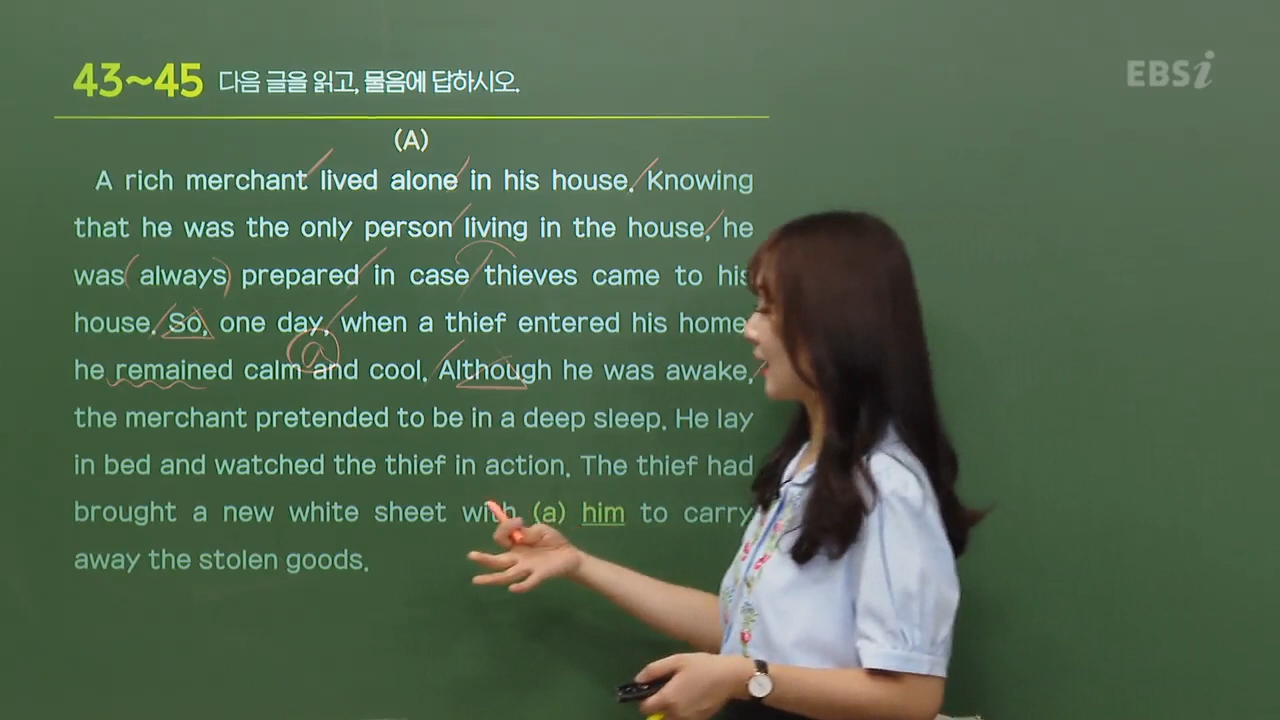 43~45 다음 글을 읽고, 물음에 답하시오.
EBSi
(A)
A rich merchant lived alone in his house. Knowing
that he was the only person living in the house, he
was always prepared in case thieves came to his
house. So, one day, when a thief entered his home,
he remained calm and cool. Although he was awake,
the merchant pretended to be in a deep sleep. He lay
in bed and watched the thief in action. The thief had
brought a new white sheet with (a) him to carry
away the stolen goods.
a